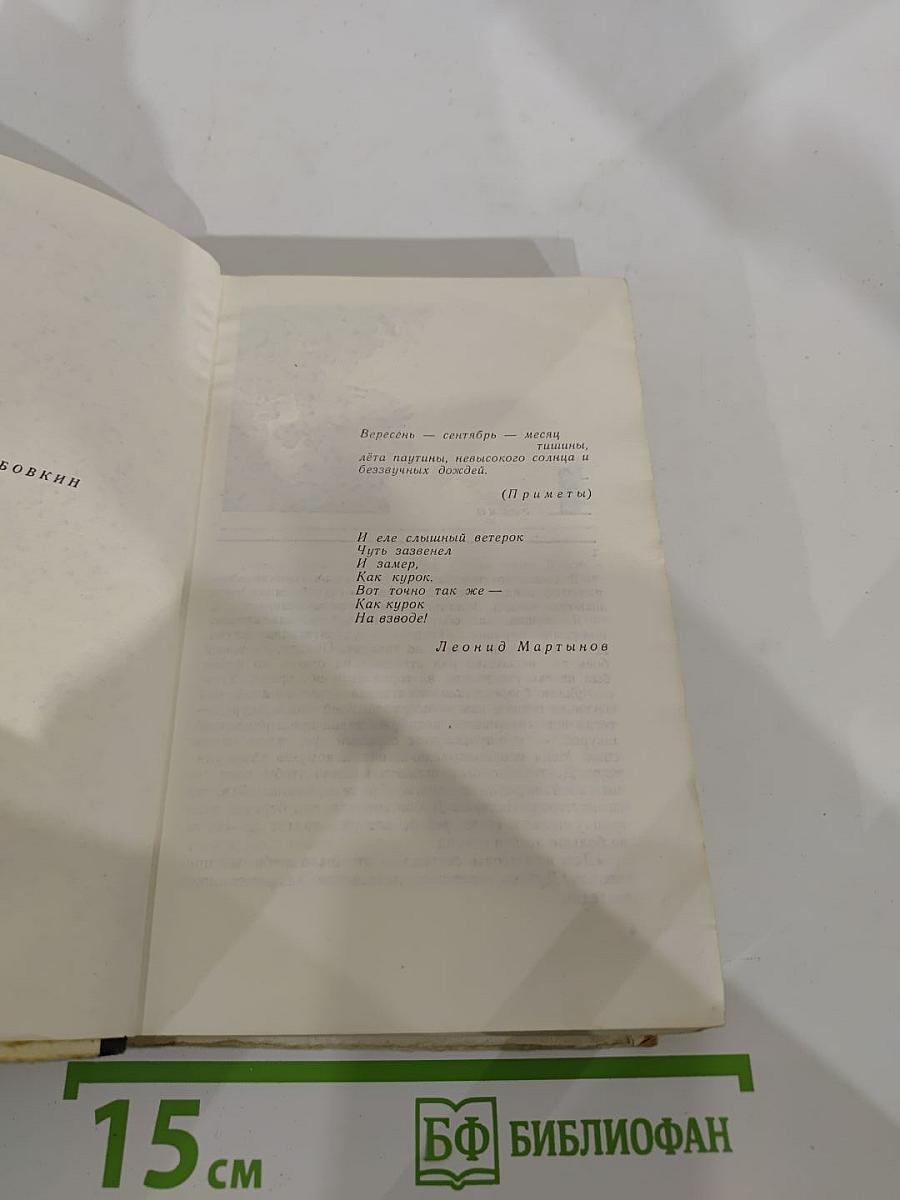 БОВКИН
Вересень — сентябрь — месяц
тишины,
лёта паутины, невысокого солнца и
беззвучных дождей.
(Приметы)
И еле слышный ветерок
Чуть зазвенел
И замер,
Как курок.
Вот точно так же —
Как курок
На взводе!
Леонид Мартынов
15 см
БФ БИБЛИОФАН